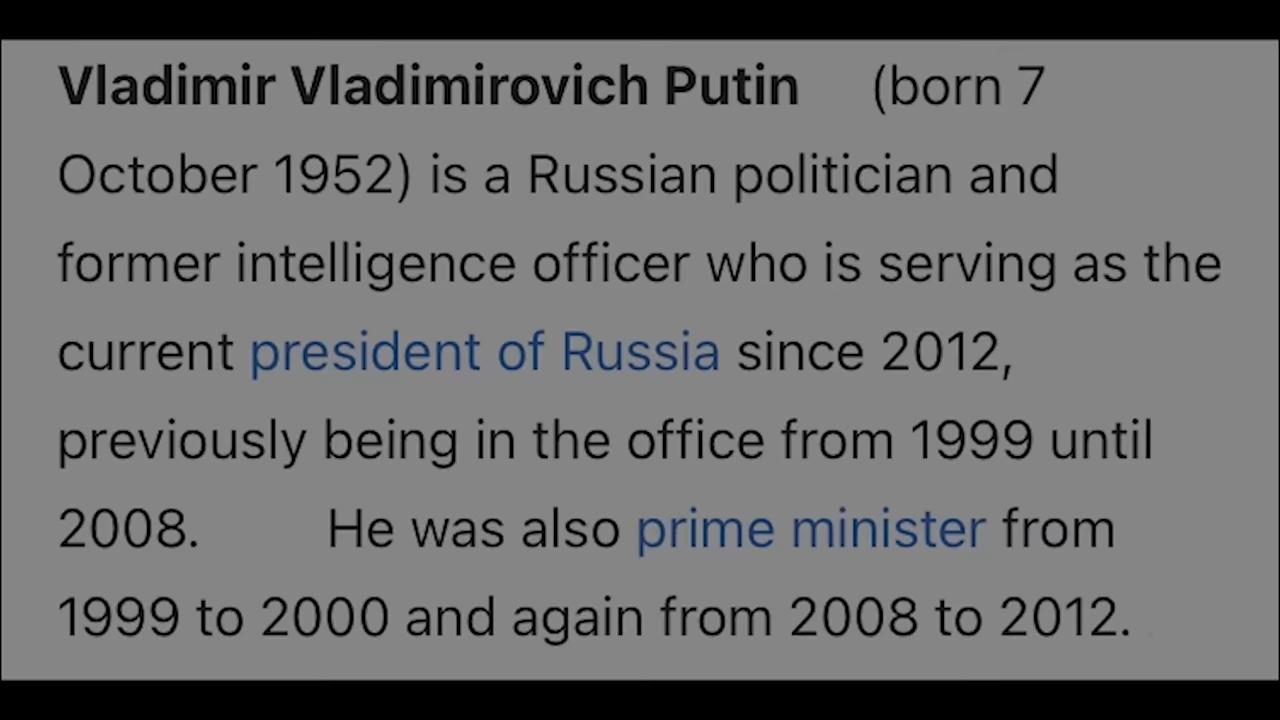 Vladimir Vladimirovich Putin (born 7
October 1952) is a Russian politician and
former intelligence officer who is serving as the
current president of Russia since 2012,
previously being in the office from 1999 until
2008. He was also prime minister from
1999 to 2000 and again from 2008 to 2012.